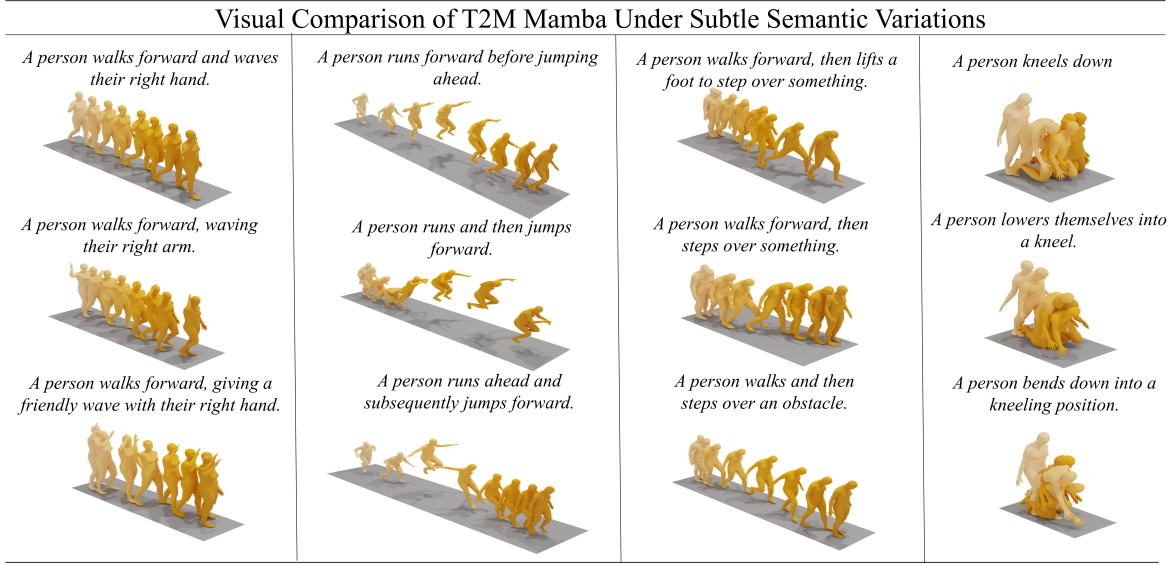 Visual Comparison of T2M Mamba Under Subtle Semantic Variations
A person walks forward and waves
their right hand.
A person runs forward before jumping
ahead.
A person walks forward, then lifts a
foot to step over something.
A person kneels down
A person walks forward, waving
their right arm.
A person runs and then jumps
forward.
A person walks forward, then
steps over something.
A person lowers themselves into
a kneel.
A person walks forward, giving a
friendly wave with their right hand.
A person runs ahead and
subsequently jumps forward.
A person walks and then
steps over an obstacle.
A person bends down into a
kneeling position.